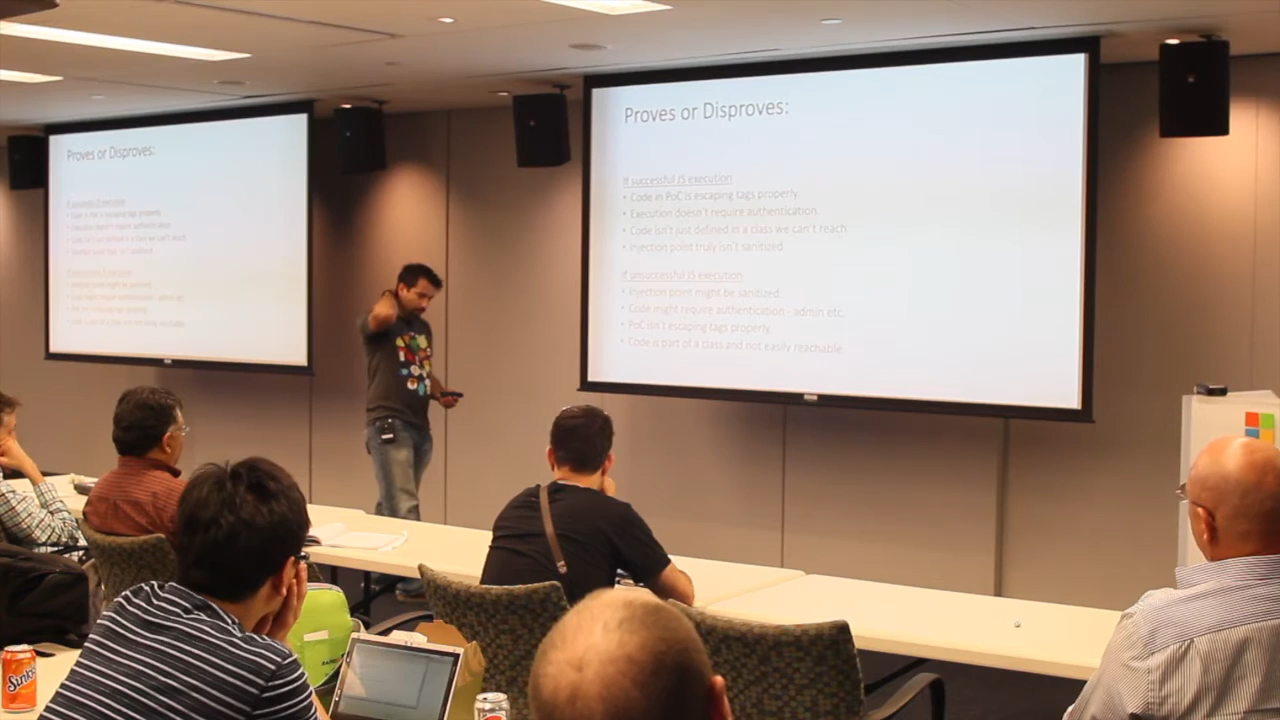 Proves or Disproves:
If successful JS execution
• Code in PoC is escaping tags properly
• Execution doesn't require authentication.
• Code isn't just defined in a class we can't reach
• Injection point truly isn't sanitized
If unsuccessful JS execution
• Injection point might be sanitized.
• Code might require authentication - admin etc.
• PoC isn't escaping tags properly
• Code is part of a class and not easily reachable
Proves or Disproves:
Sunkist